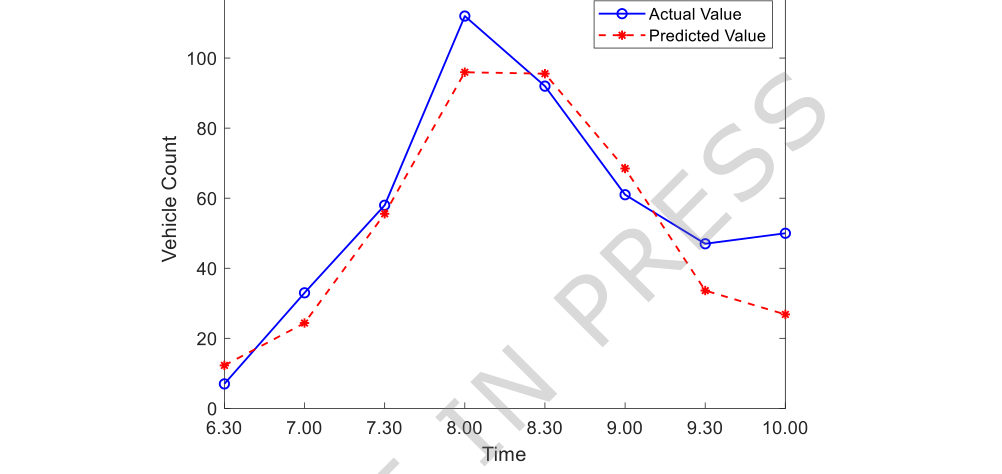 Actual Value
Predicted Value
100
80
60
40
20
0
Vehicle Count
6.30 7.00 7.30 8.00 8.30 9.00 9.30 10.00
Time
IN PRESS